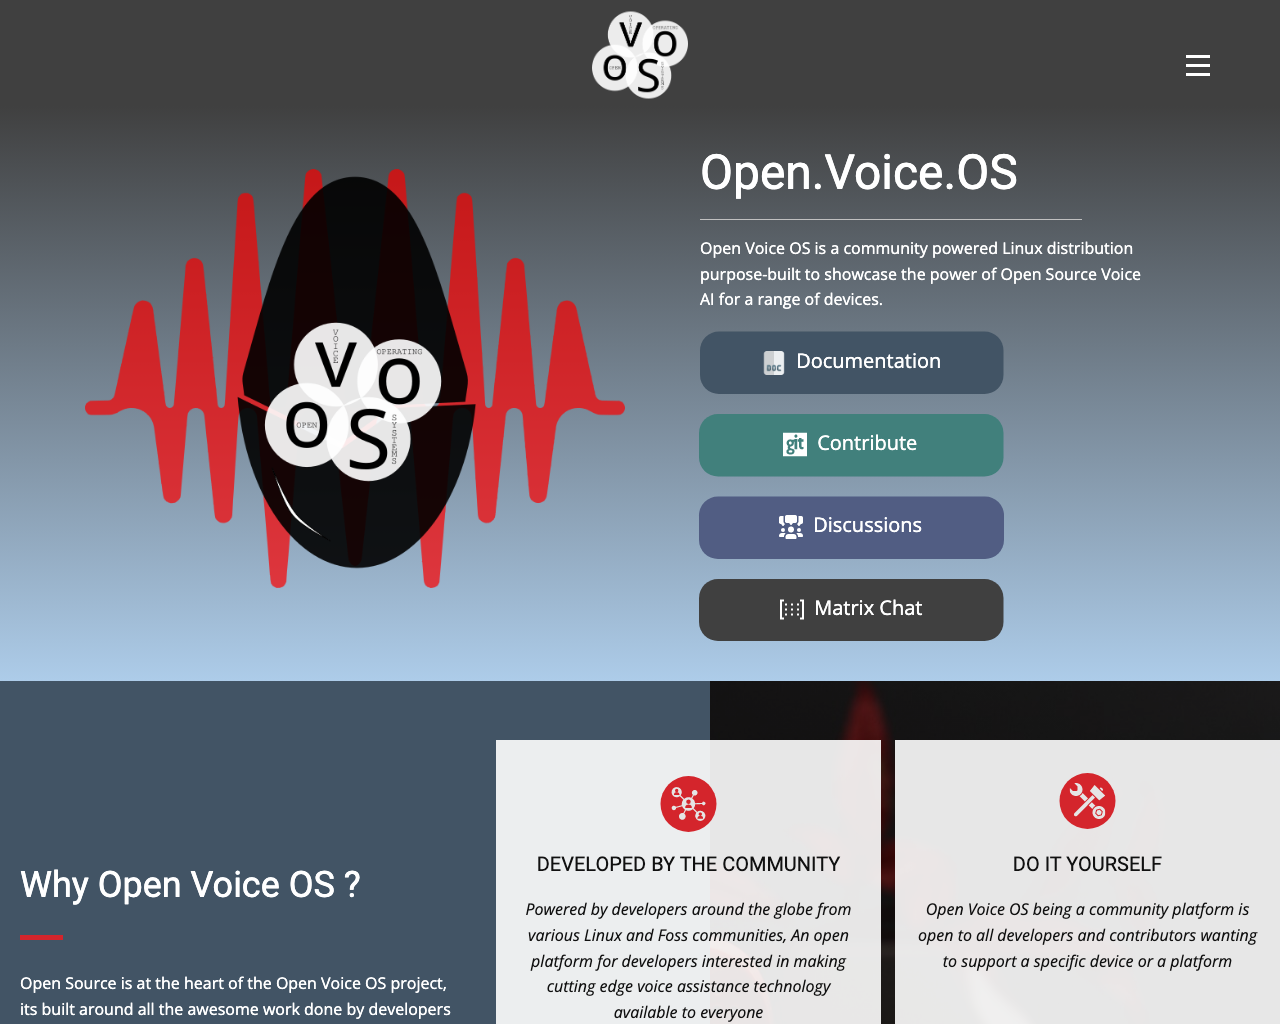 VOICE
OPERATING
V O
OPEN
O S
Open.Voice.OS
Open Voice OS is a community powered Linux distribution
purpose-built to showcase the power of Open Source Voice
AI for a range of devices.
VOICE
OPERATING
V O
OPEN
O S
SYSTEMS
DOC Documentation
git Contribute
Discussions
[:::] Matrix Chat
Why Open Voice OS ?
Open Source is at the heart of the Open Voice OS project,
its built around all the awesome work done by developers
DEVELOPED BY THE COMMUNITY
Powered by developers around the globe from
various Linux and Foss communities, An open
platform for developers interested in making
cutting edge voice assistance technology
available to everyone
DO IT YOURSELF
Open Voice OS being a community platform is
open to all developers and contributors wanting
to support a specific device or a platform